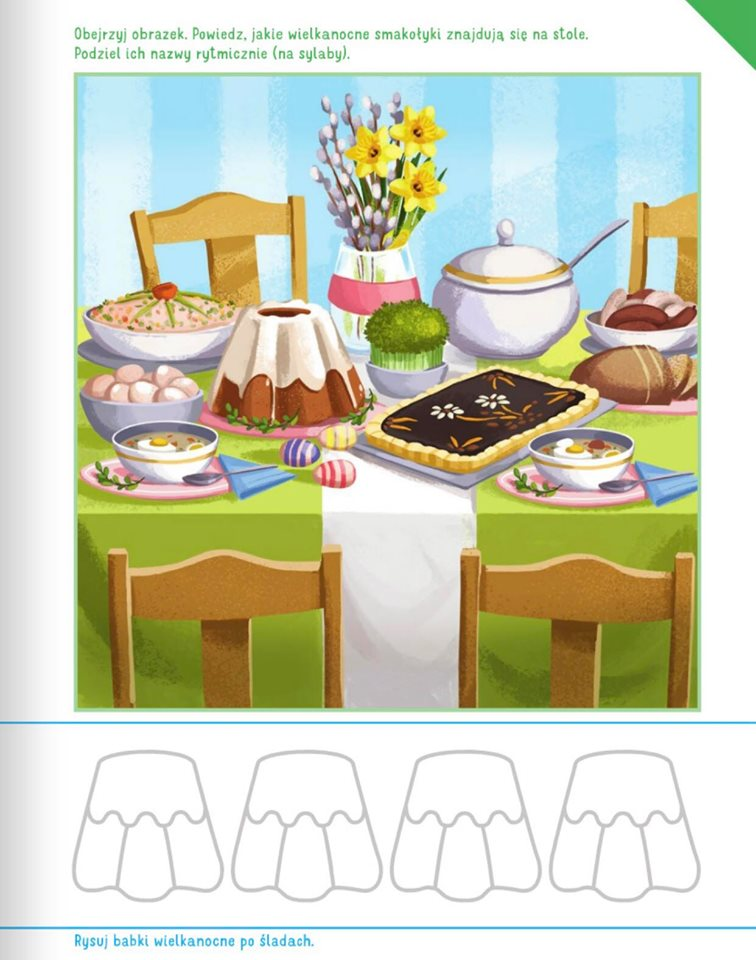 Obejrzyj obrazek. Powiedz, jakie wielkanocne smakołyki znajdują się na stole.
Podziel ich nazwy rytmicznie (na sylaby).
Rysuj babki wielkanocne po śladach.